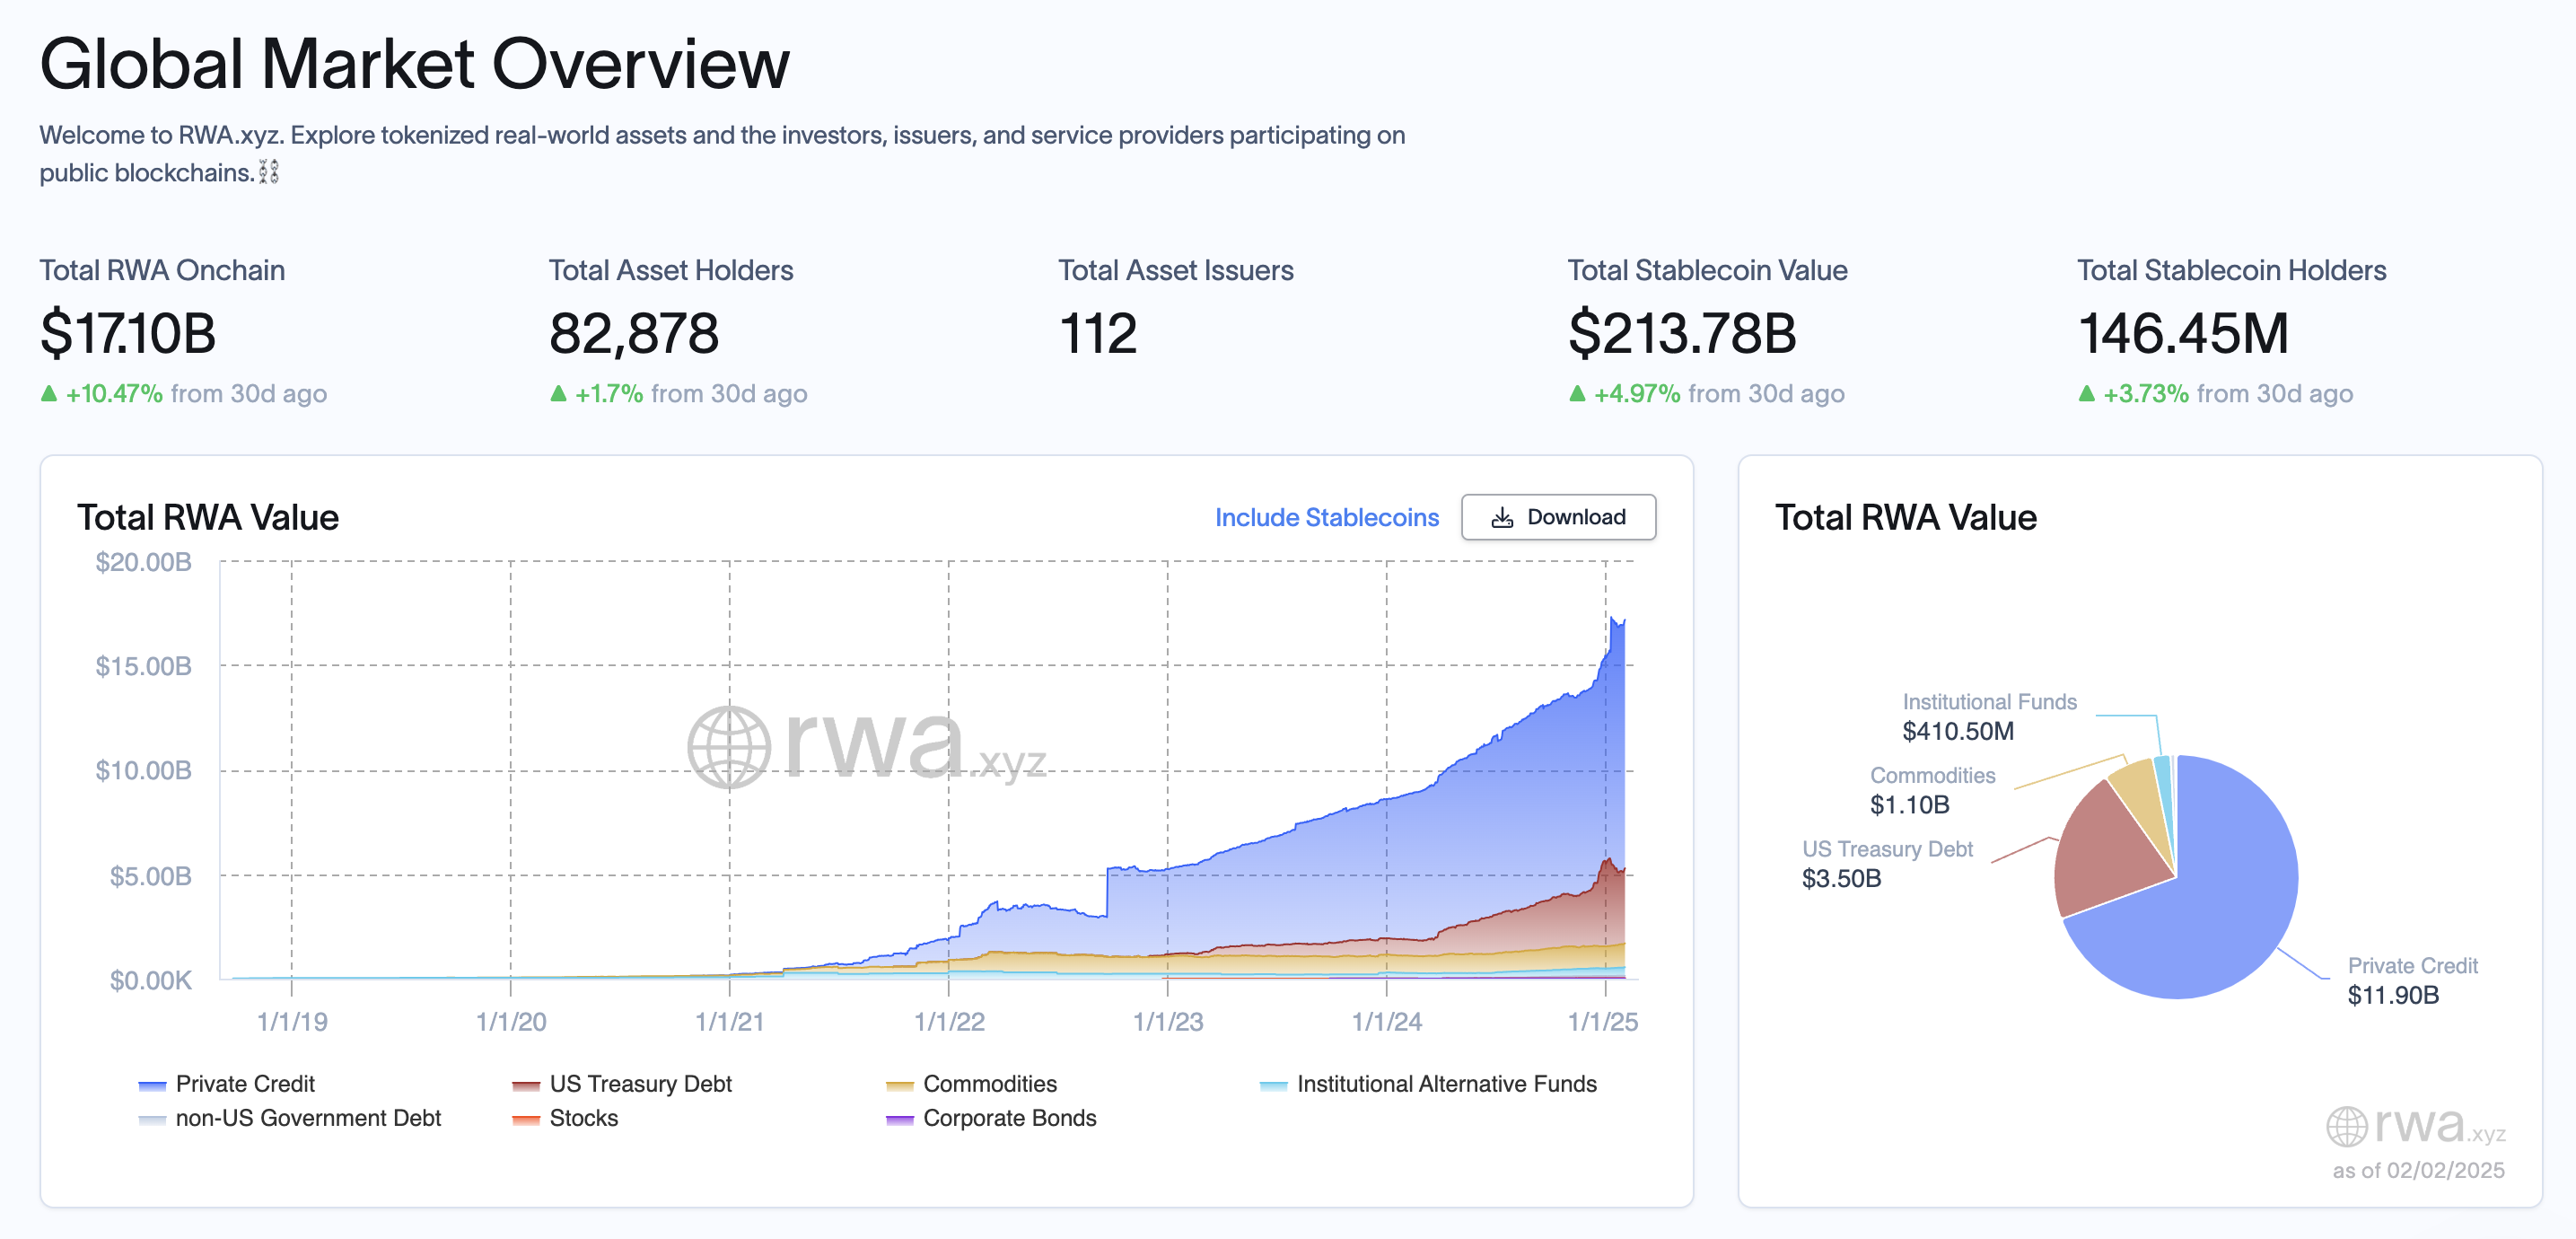 Global Market Overview
Welcome to RWA.xyz. Explore tokenized real-world assets and the investors, issuers, and service providers participating on
public blockchains.⛓️
Total RWA Onchain
$17.10B
▲ +10.47% from 30d ago
Total Asset Holders
82,878
▲ +1.7% from 30d ago
Total Asset Issuers
112
Total Stablecoin Value
$213.78B
▲ +4.97% from 30d ago
Total Stablecoin Holders
146.45M
▲ +3.73% from 30d ago
Total RWA Value
Include Stablecoins
Download
$20.00B
$15.00B
$10.00B
$5.00B
$0.00K
rwa.xyz
1/1/19
1/1/20
1/1/21
1/1/22
1/1/23
1/1/24
1/1/25
Private Credit
US Treasury Debt
Commodities
Institutional Alternative Funds
non-US Government Debt
Stocks
Corporate Bonds
Total RWA Value
Institutional Funds
$410.50M
Commodities
$1.10B
US Treasury Debt
$3.50B
Private Credit
$11.90B
rwa.xyz
as of 02/02/2025